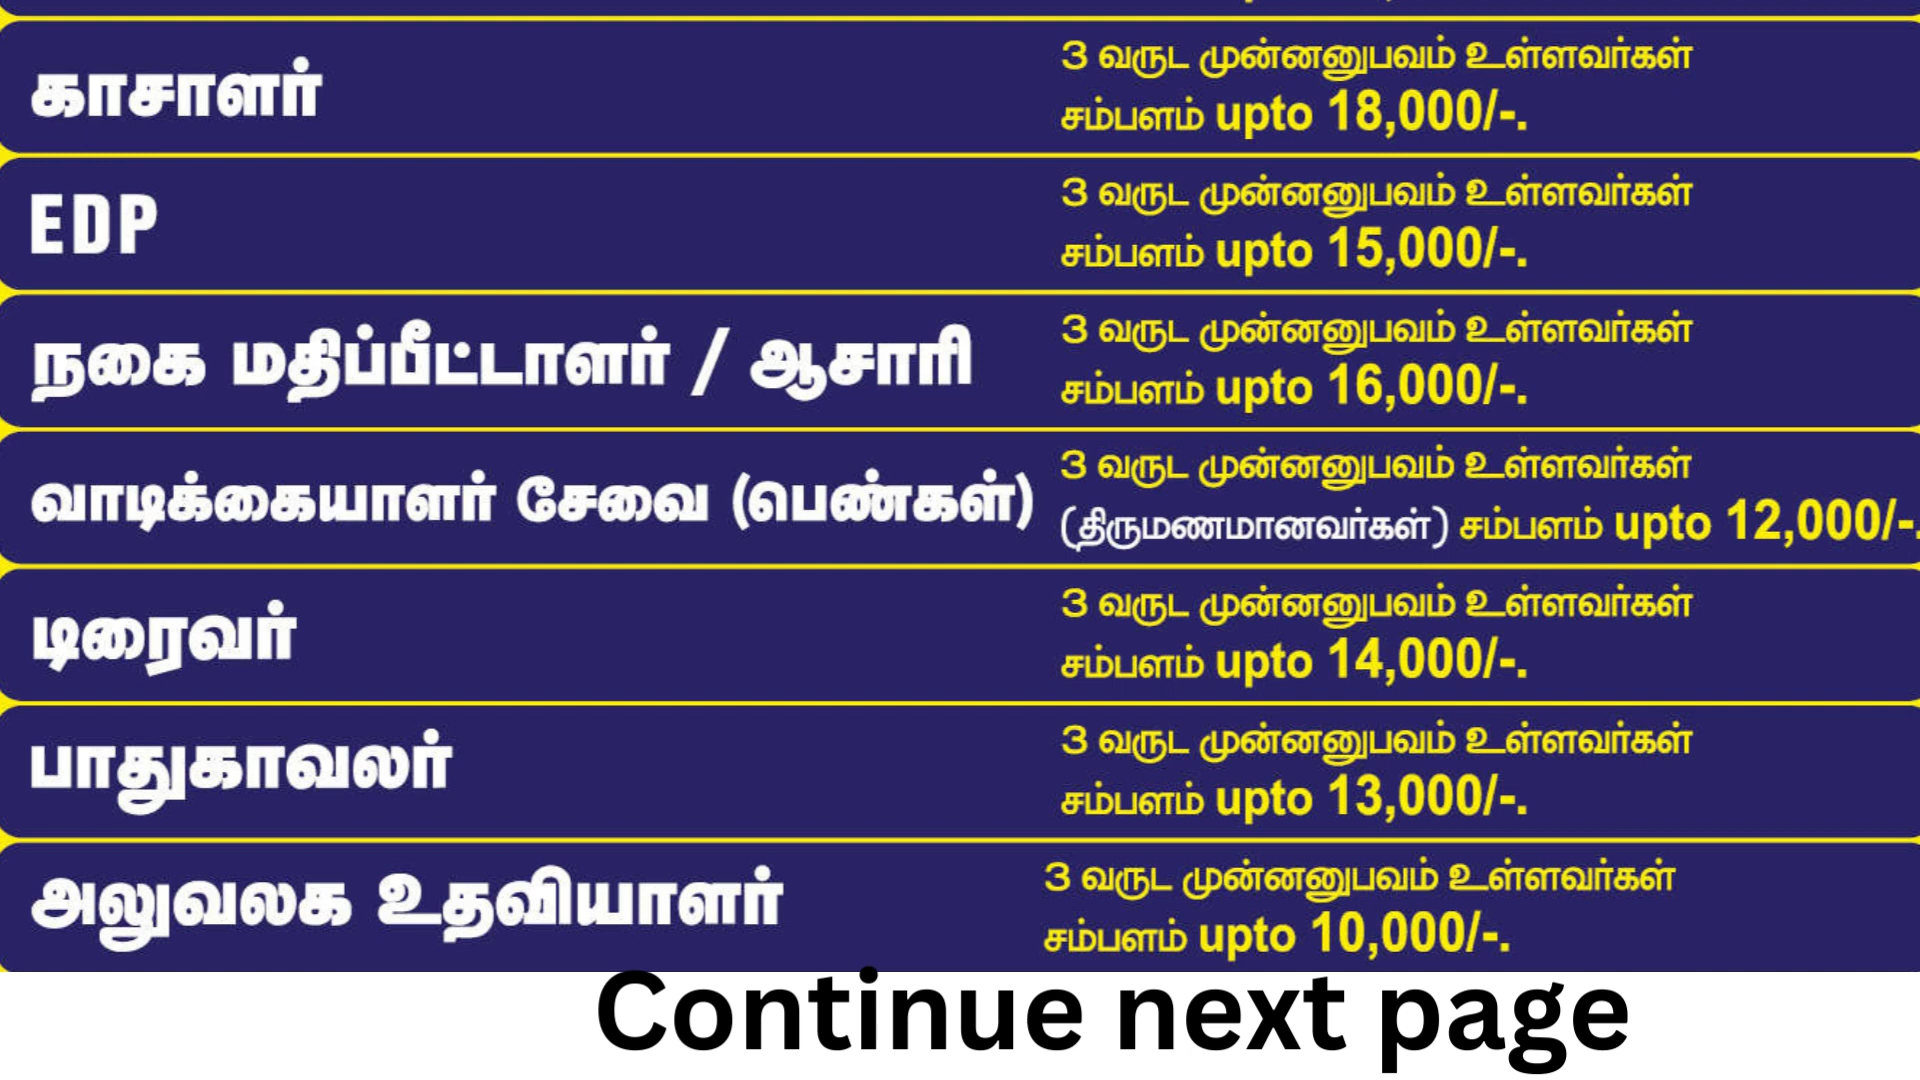 காசாளர்
3 வருட முன்னனுபவம் உள்ளவர்கள்
சம்பளம் upto 18,000/-.
EDP
3 வருட முன்னனுபவம் உள்ளவர்கள்
சம்பளம் upto 15,000/-.
நகை மதிப்பீட்டாளர் / ஆசாரி
3 வருட முன்னனுபவம் உள்ளவர்கள்
சம்பளம் upto 16,000/-.
வாடிக்கையாளர் சேவை (பெண்கள்)
3 வருட முன்னனுபவம் உள்ளவர்கள்
(திருமணமானவர்கள்) சம்பளம் upto 12,000/-.
டிரைவர்
3 வருட முன்னனுபவம் உள்ளவர்கள்
சம்பளம் upto 14,000/-.
பாதுகாவலர்
3 வருட முன்னனுபவம் உள்ளவர்கள்
சம்பளம் upto 13,000/-.
அலுவலக உதவியாளர்
3 வருட முன்னனுபவம் உள்ளவர்கள்
சம்பளம் upto 10,000/-.
Continue next page